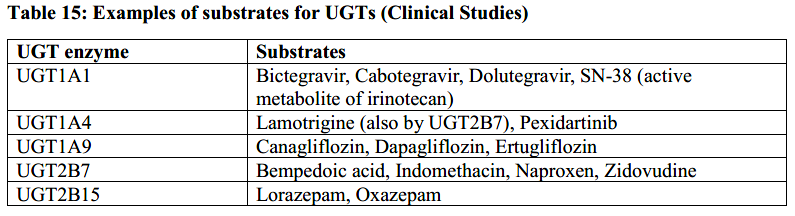 Table 15: Examples of substrates for UGTs (Clinical Studies)
UGT enzyme Substrates
UGT1A1 Bictegravir, Cabotegravir, Dolutegravir, SN-38 (active
metabolite of irinotecan)
UGT1A4 Lamotrigine (also by UGT2B7), Pexidartinib
UGT1A9 Canagliflozin, Dapagliflozin, Ertugliflozin
UGT2B7 Bempedoic acid, Indomethacin, Naproxen, Zidovudine
UGT2B15 Lorazepam, Oxazepam